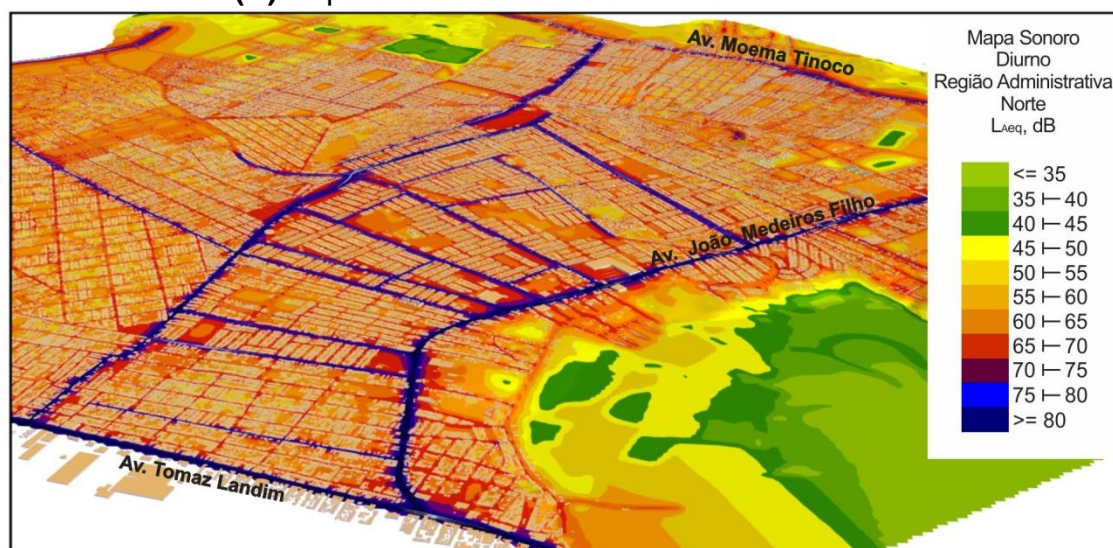 Av. Moema Tinoco
Av. João Medeiros Filho
Av. Tomaz Landim
Mapa Sonoro
Diurno
Região Administrativa
Norte
LAeq, dB
<= 35
35 ⊢ 40
40 ⊢ 45
45 ⊢ 50
50 ⊢ 55
55 ⊢ 60
60 ⊢ 65
65 ⊢ 70
70 ⊢ 75
75 ⊢ 80
>= 80